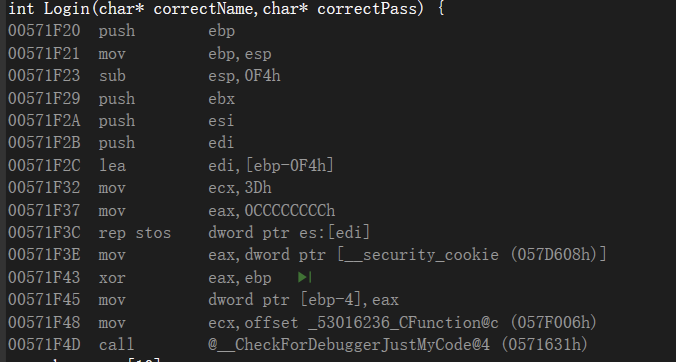 int Login(char* correctName,char* correctPass) {
00571F20 push ebp
00571F21 mov ebp,esp
00571F23 sub esp,0F4h
00571F29 push ebx
00571F2A push esi
00571F2B push edi
00571F2C lea edi,[ebp-0F4h]
00571F32 mov ecx,3Dh
00571F37 mov eax,0CCCCCCCCh
00571F3C rep stos dword ptr es:[edi]
00571F3E mov eax,dword ptr [__security_cookie (057D608h)]
00571F43 xor eax,ebp
00571F45 mov dword ptr [ebp-4],eax
00571F48 mov ecx,offset _53016236_CFunction@c (057F006h)
00571F4D call @__CheckForDebuggerJustMyCode@4 (0571631h)